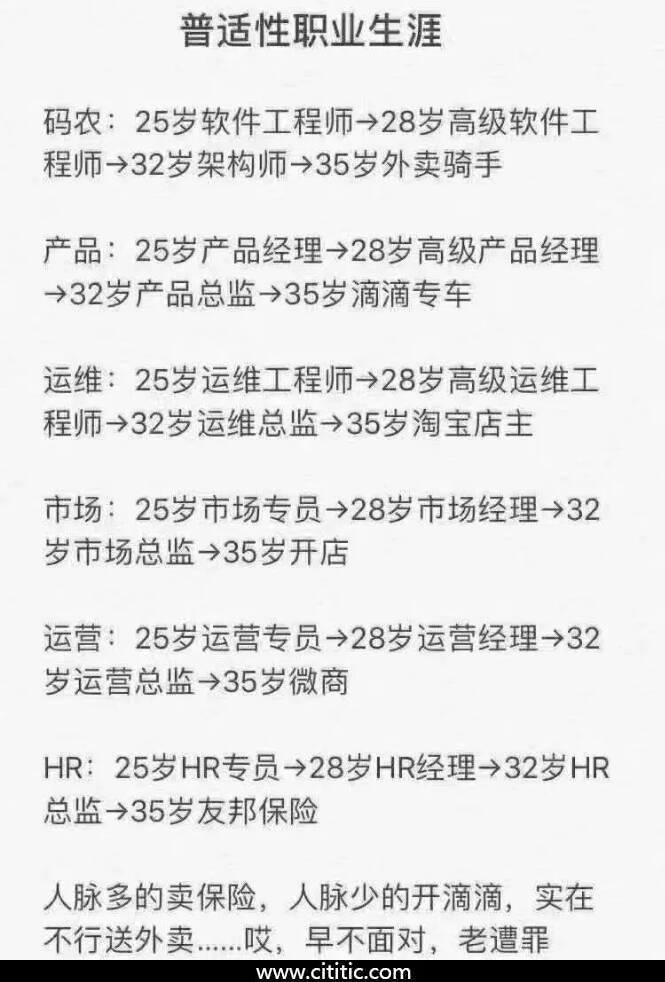 普适性职业生涯
码农：25岁软件工程师→28岁高级软件工
程师→32岁架构师→35岁外卖骑手
产品：25岁产品经理→28岁高级产品经理
→32岁产品总监→35岁滴滴专车
运维：25岁运维工程师→28岁高级运维工
程师→32岁运维总监→35岁淘宝店主
市场：25岁市场专员→28岁市场经理→32
岁市场总监→35岁开店
运营：25岁运营专员→28岁运营经理→32
岁运营总监→35岁微商
HR：25岁HR专员→28岁HR经理→32岁HR
总监→35岁友邦保险
人脉多的卖保险，人脉少的开滴滴，实在
不行送外卖......哎，早不面对，老遭罪
www.cititic.com